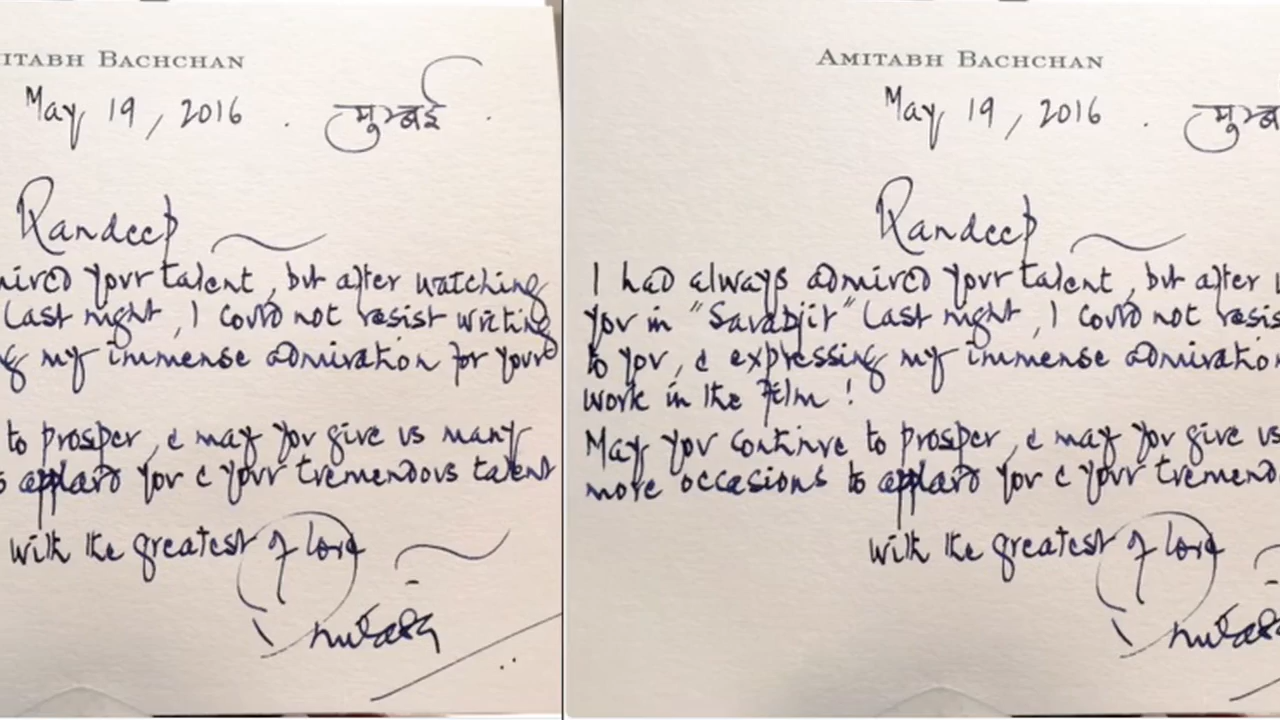 ITABH BACHCHAN
May 19, 2016 . मुम्बई .
Randeep
mired your talent, but after watching
last night, I could not resist writing
g my immense admiration for your
to prosper, & may you give us many
applaud you & your tremendous talent
with the greatest of love
AMITABH BACHCHAN
May 19, 2016 . मुम्ब
Randeep
I had always admired your talent, but after
you in "Sarabjit" last night, I could not resis
to you, & expressing my immense admiration
work in the film !
May you continue to prosper, & may you give us
more occasions to applaud you & your tremend
with the greatest of love